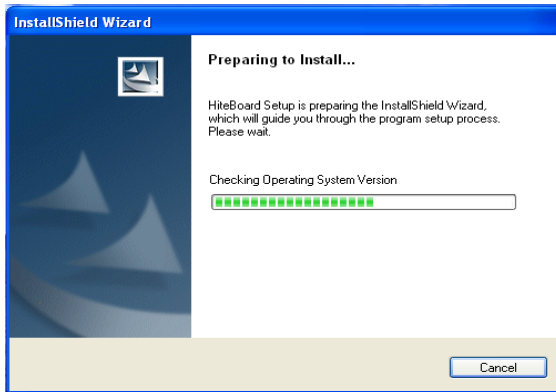 InstallShield Wizard
Preparing to Install...
HiteBoard Setup is preparing the InstallShield Wizard,
which will guide you through the program setup process.
Please wait.
Checking Operating System Version
Cancel